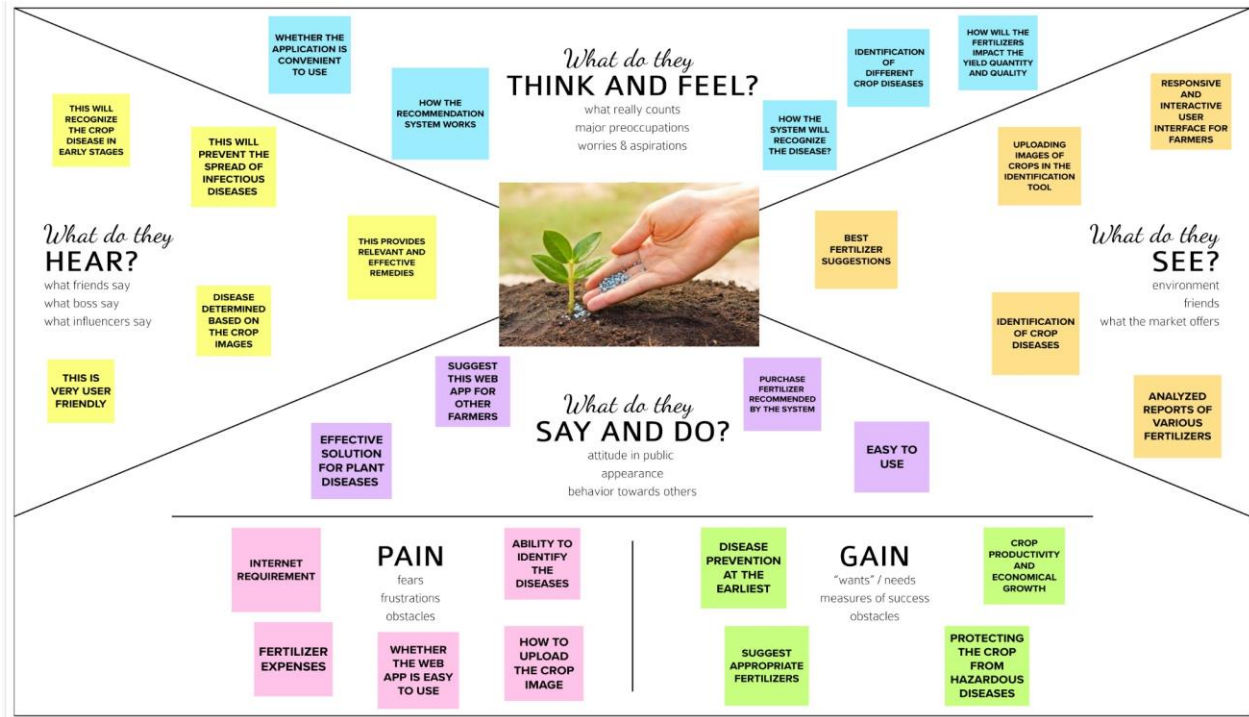 What do they
THINK AND FEEL?
what really counts
major preoccupations
worries & aspirations
WHETHER THE
APPLICATION IS
CONVENIENT
TO USE
HOW THE
RECOMMENDATION
SYSTEM WORKS
IDENTIFICATION
OF
DIFFERENT
CROP DISEASES
HOW WILL THE
FERTILIZERS
IMPACT THE
YIELD QUANTITY
AND QUALITY
HOW THE
SYSTEM WILL
RECOGNIZE
THE DISEASE?
What do they
HEAR?
what friends say
what boss say
what influencers say
THIS WILL
RECOGNIZE
THE CROP
DISEASE IN
EARLY STAGES
THIS WILL
PREVENT THE
SPREAD OF
INFECTIOUS
DISEASES
THIS PROVIDES
RELEVANT AND
EFFECTIVE
REMEDIES
DISEASE
DETERMINED
BASED ON
THE CROP
IMAGES
THIS IS
VERY USER
FRIENDLY
What do they
SEE?
environment
friends
what the market offers
RESPONSIVE
AND
INTERACTIVE
USER
INTERFACE FOR
FARMERS
UPLOADING
IMAGES OF
CROPS IN THE
IDENTIFICATION
TOOL
BEST
FERTILIZER
SUGGESTIONS
IDENTIFICATION
OF CROP
DISEASES
ANALYZED
REPORTS OF
VARIOUS
FERTILIZERS
What do they
SAY AND DO?
attitude in public
appearance
behavior towards others
SUGGEST
THIS WEB
APP FOR
OTHER
FARMERS
EFFECTIVE
SOLUTION
FOR PLANT
DISEASES
PURCHASE
FERTILIZER
RECOMMENDED
BY THE SYSTEM
EASY TO
USE
PAIN
fears
frustrations
obstacles
INTERNET
REQUIREMENT
ABILITY TO
IDENTIFY
THE
DISEASES
FERTILIZER
EXPENSES
WHETHER
THE WEB
APP IS EASY
TO USE
HOW TO
UPLOAD
THE CROP
IMAGE
GAIN
"wants" / needs
measures of success
obstacles
DISEASE
PREVENTION
AT THE
EARLIEST
CROP
PRODUCTIVITY
AND
ECONOMICAL
GROWTH
SUGGEST
APPROPRIATE
FERTILIZERS
PROTECTING
THE CROP
FROM
HAZARDOUS
DISEASES